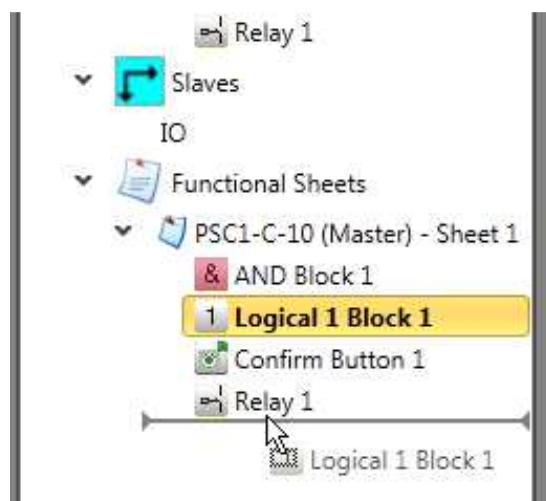 Relay 1
Slaves
IO
Functional Sheets
PSC1-C-10 (Master) - Sheet 1
& AND Block 1
1 Logical 1 Block 1
Confirm Button 1
Relay 1
Logical 1 Block 1